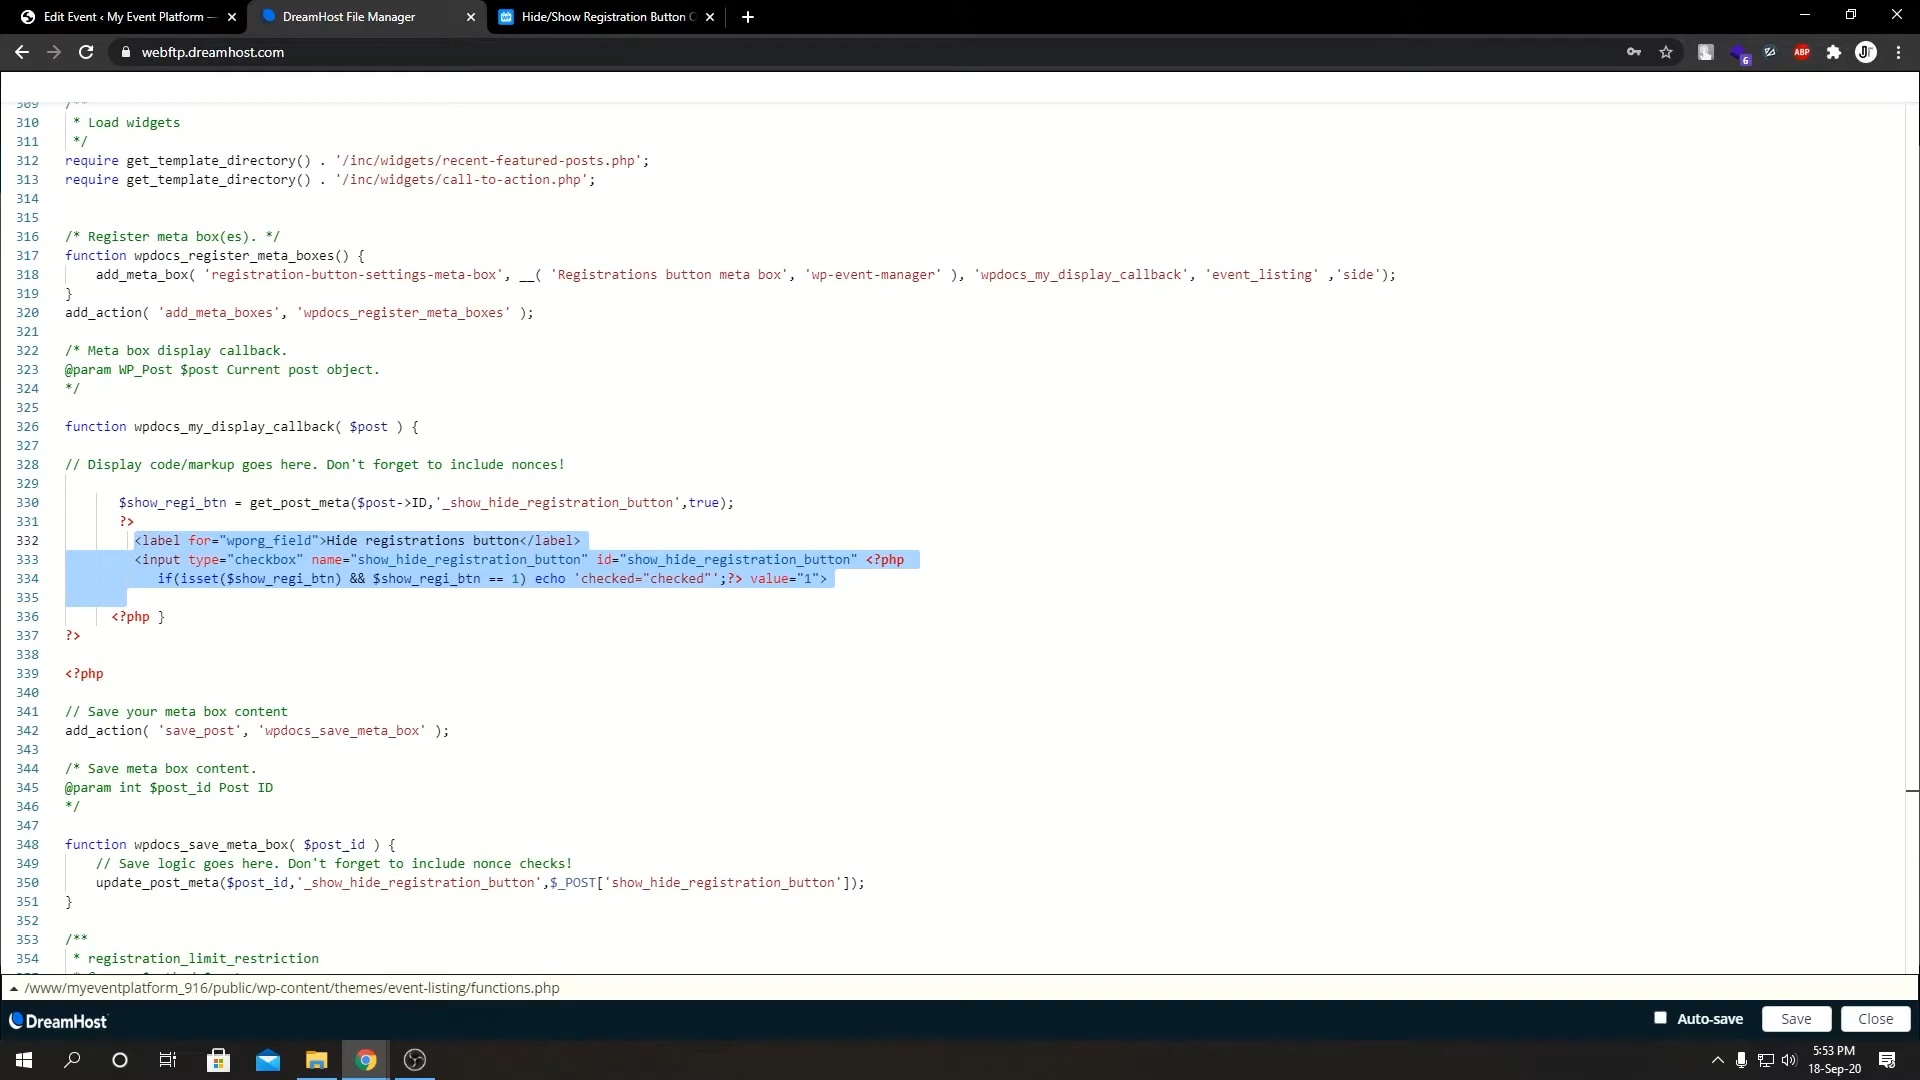 Edit Event ‹ My Event Platform —
DreamHost File Manager
Hide/Show Registration Button
webftp.dreamhost.com
6
ABP
309 /**
310 * Load widgets
311 */
312 require get_template_directory() . '/inc/widgets/recent-featured-posts.php';
313 require get_template_directory() . '/inc/widgets/call-to-action.php';
314
315
316 /* Register meta box(es). */
317 function wpdocs_register_meta_boxes() {
318 add_meta_box( 'registration-button-settings-meta-box', __( 'Registrations button meta box', 'wp-event-manager' ), 'wpdocs_my_display_callback', 'event_listing' ,'side');
319 }
320 add_action( 'add_meta_boxes', 'wpdocs_register_meta_boxes' );
321
322 /* Meta box display callback.
323 @param WP_Post $post Current post object.
324 */
325
326 function wpdocs_my_display_callback( $post ) {
327
328 // Display code/markup goes here. Don't forget to include nonces!
329
330 $show_regi_btn = get_post_meta($post->ID,'_show_hide_registration_button',true);
331 ?>
332 <label for="wporg_field">Hide registrations button</label>
333 <input type="checkbox" name="show_hide_registration_button" id="show_hide_registration_button" <?php
334 if(isset($show_regi_btn) && $show_regi_btn == 1) echo 'checked="checked"';?> value="1">
335
336 <?php }
337 ?>
338
339 <?php
340
341 // Save your meta box content
342 add_action( 'save_post', 'wpdocs_save_meta_box' );
343
344 /* Save meta box content.
345 @param int $post_id Post ID
346 */
347
348 function wpdocs_save_meta_box( $post_id ) {
349 // Save logic goes here. Don't forget to include nonce checks!
350 update_post_meta($post_id,'_show_hide_registration_button',$_POST['show_hide_registration_button']);
351 }
352
353 /**
354 * registration_limit_restriction
/www/myeventplatform_916/public/wp-content/themes/event-listing/functions.php
DreamHost
Auto-save
Save
Close
5:53 PM
18-Sep-20